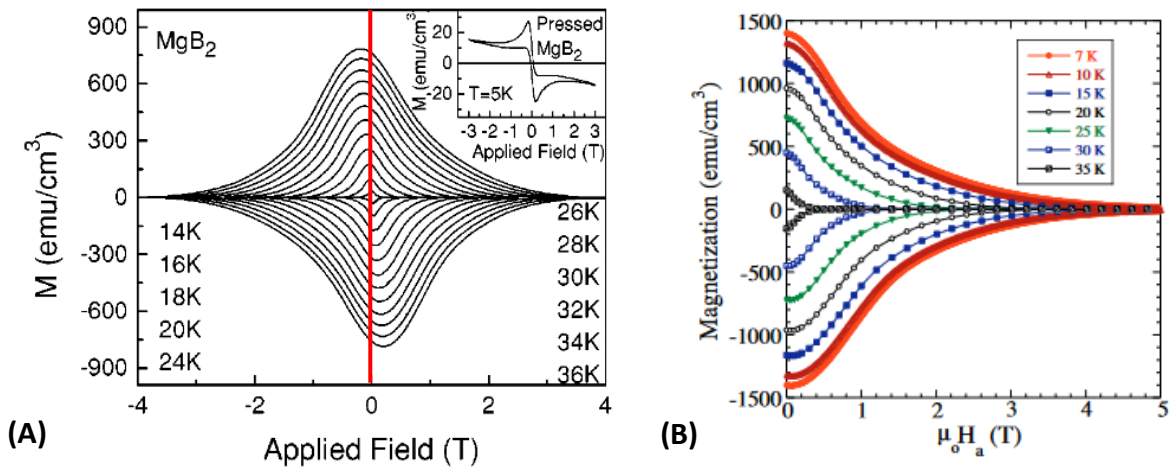 MgB₂
900
600
300
0
-300
-600
-900
M (emu/cm³)
-4
-2
0
2
4
Applied Field (T)
14K
16K
18K
20K
24K
26K
28K
30K
32K
34K
36K
Pressed
MgB₂
T=5K
M (emu/cm³)
20
10
0
-10
-20
-3 -2 -1 0 1 2 3
Applied Field (T)
(A)
Magnetization (emu/cm³)
1500
1000
500
0
-500
-1000
-1500
7 K
10 K
15 K
20 K
25 K
30 K
35 K
0
1
2
3
4
5
μₒHₐ (T)
(B)